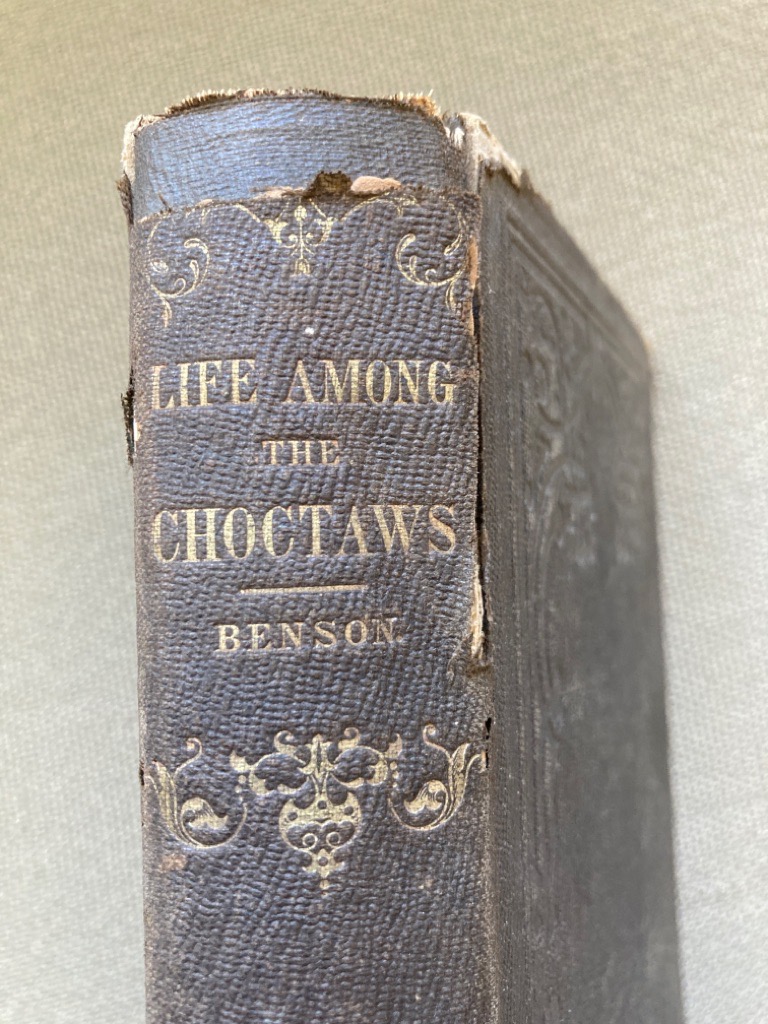 LIFE AMONG
THE
CHOCTAWS
BENSON.